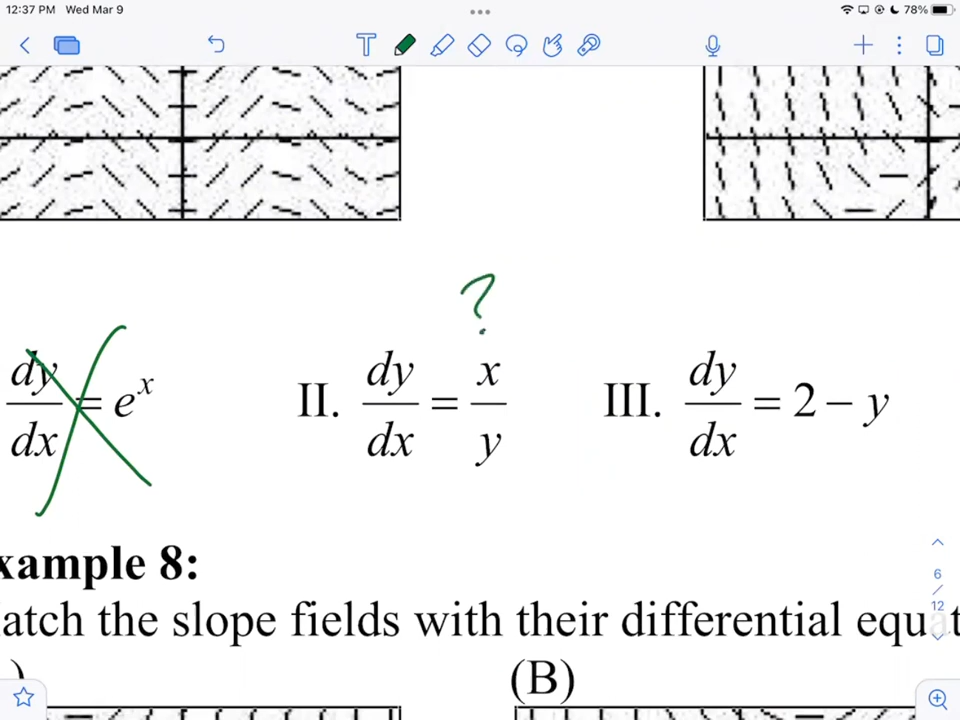 12:37 PM Wed Mar 9 78%
T
?
dy/dx = e^x II. dy/dx = x/y III. dy/dx = 2 − y
xample 8:
atch the slope fields with their differential equat
) (B)
6 / 12